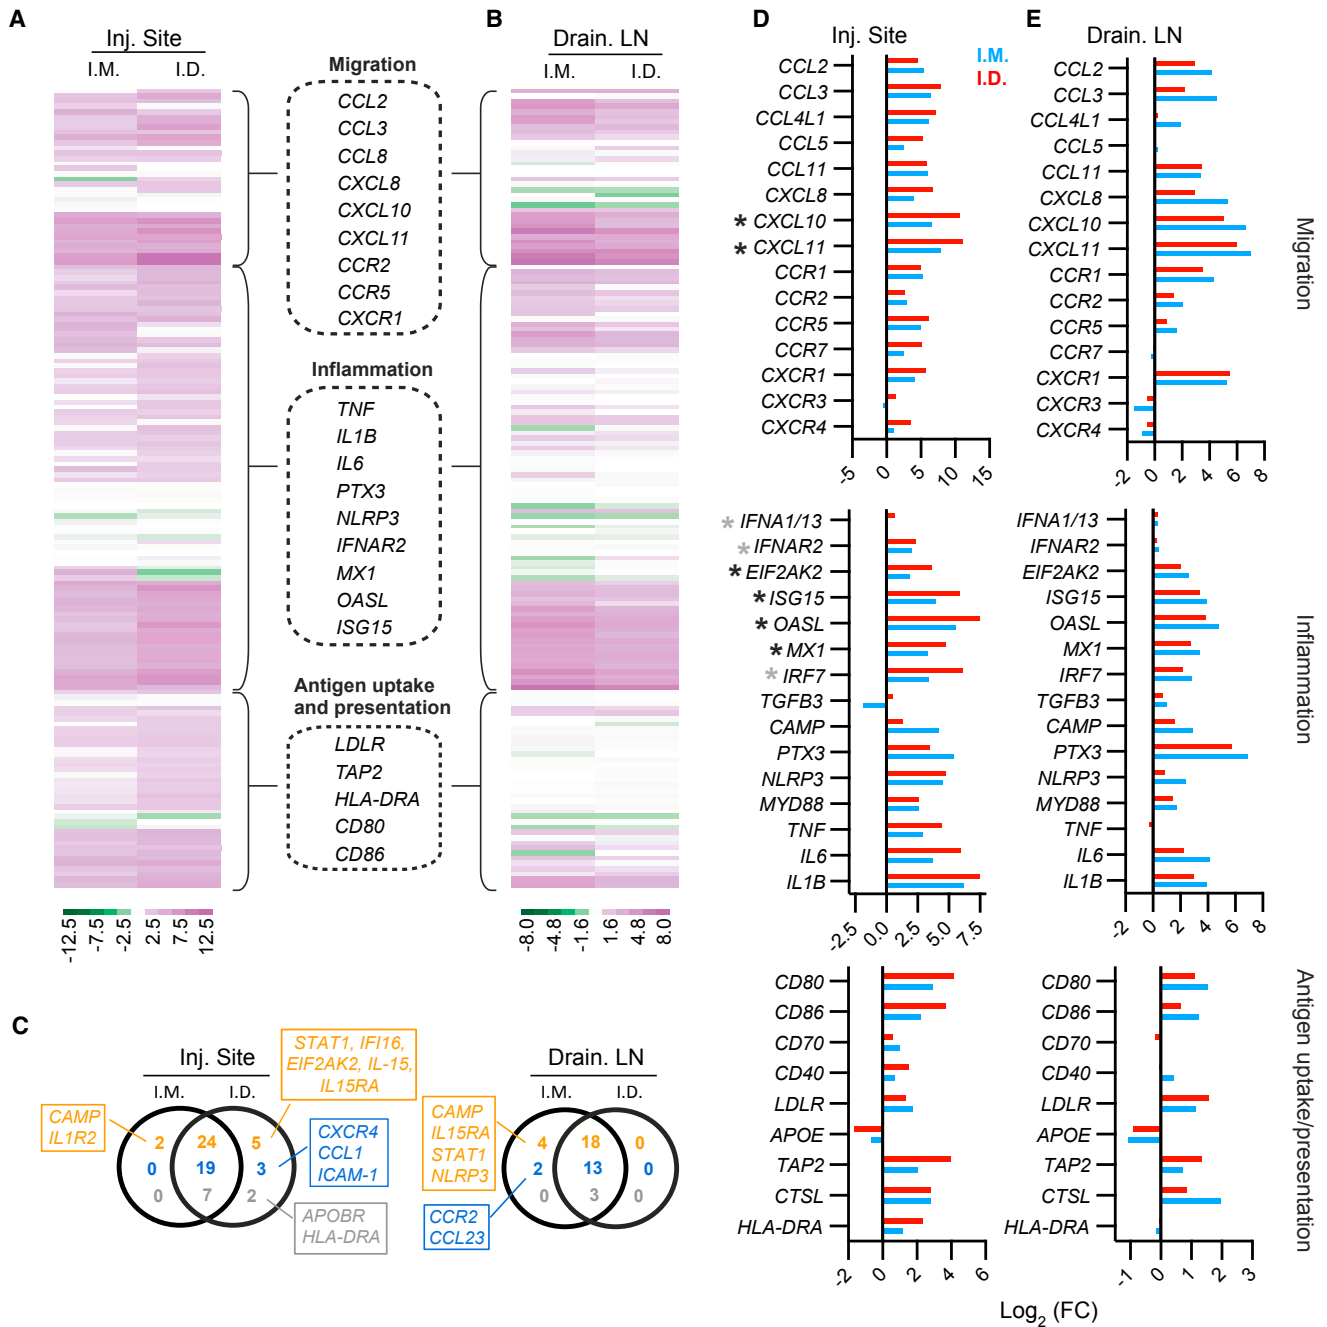 A
Inj. Site
I.M. I.D.
-12.5 -7.5 -2.5 2.5 7.5 12.5
Migration
CCL2
CCL3
CCL8
CXCL8
CXCL10
CXCL11
CCR2
CCR5
CXCR1
Inflammation
TNF
IL1B
IL6
PTX3
NLRP3
IFNAR2
MX1
OASL
ISG15
Antigen uptake
and presentation
LDLR
TAP2
HLA-DRA
CD80
CD86
B
Drain. LN
I.M. I.D.
-8.0 -4.8 -1.6 1.6 4.8 8.0
C
Inj. Site
I.M. I.D.
CAMP
IL1R2
STAT1, IFI16,
EIF2AK2, IL-15,
IL15RA
CXCR4
CCL1
ICAM-1
APOBR
HLA-DRA
2 24 5
0 19 3
0 7 2
Drain. LN
I.M. I.D.
CAMP
IL15RA
STAT1
NLRP3
CCR2
CCL23
4 18 0
2 13 0
0 3 0
D
Inj. Site
I.M.
I.D.
CCL2
CCL3
CCL4L1
CCL5
CCL11
CXCL8
* CXCL10
* CXCL11
CCR1
CCR2
CCR5
CCR7
CXCR1
CXCR3
CXCR4
-5 0 5 10 15
* IFNA1/13
* IFNAR2
* EIF2AK2
* ISG15
* OASL
* MX1
* IRF7
TGFB3
CAMP
PTX3
NLRP3
MYD88
TNF
IL6
IL1B
-2.5 0.0 2.5 5.0 7.5
CD80
CD86
CD70
CD40
LDLR
APOE
TAP2
CTSL
HLA-DRA
-2 0 2 4 6
E
Drain. LN
CCL2
CCL3
CCL4L1
CCL5
CCL11
CXCL8
CXCL10
CXCL11
CCR1
CCR2
CCR5
CCR7
CXCR1
CXCR3
CXCR4
-2 0 2 4 6 8
Migration
IFNA1/13
IFNAR2
EIF2AK2
ISG15
OASL
MX1
IRF7
TGFB3
CAMP
PTX3
NLRP3
MYD88
TNF
IL6
IL1B
-2 0 2 4 6 8
Inflammation
CD80
CD86
CD70
CD40
LDLR
APOE
TAP2
CTSL
HLA-DRA
-1 0 1 2 3
Antigen uptake/presentation
Log2 (FC)